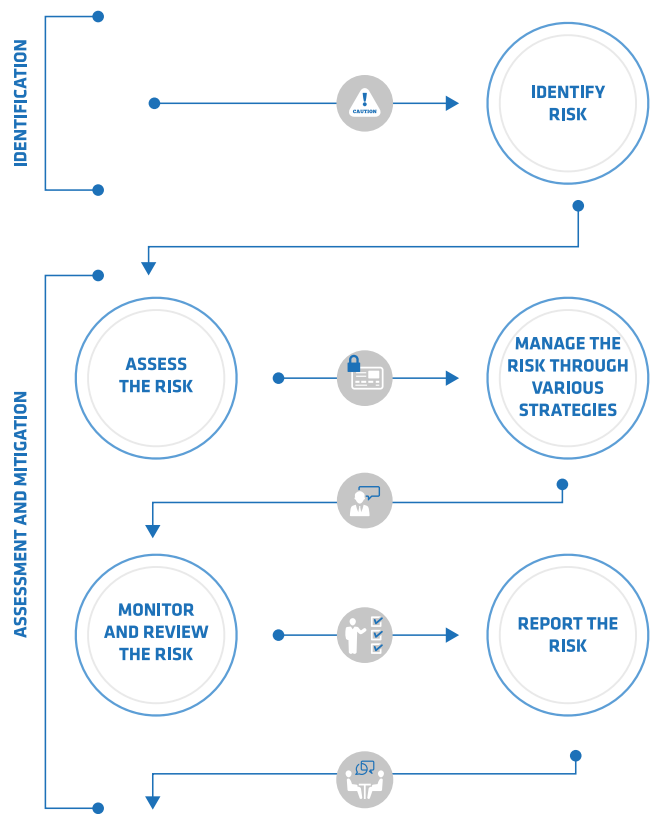 IDENTIFICATION
CAUTION
IDENTIFY
RISK
ASSESSMENT AND MITIGATION
ASSESS
THE RISK
MANAGE THE
RISK THROUGH
VARIOUS
STRATEGIES
MONITOR
AND REVIEW
THE RISK
REPORT THE
RISK